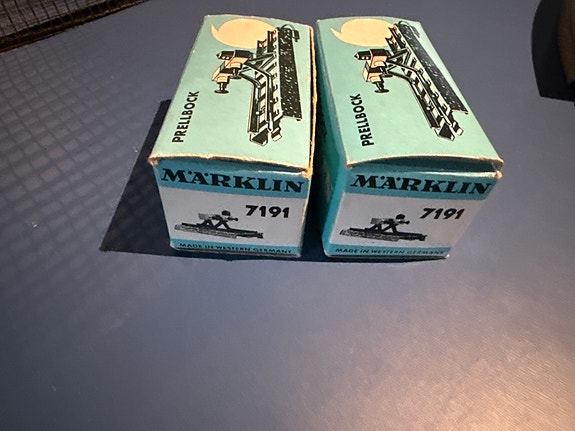 PRELLBOCK
MÄRKLIN
7191
MADE IN WESTERN GERMANY
PRELLBOCK
MÄRKLIN
7191
MADE IN WESTERN GERMANY